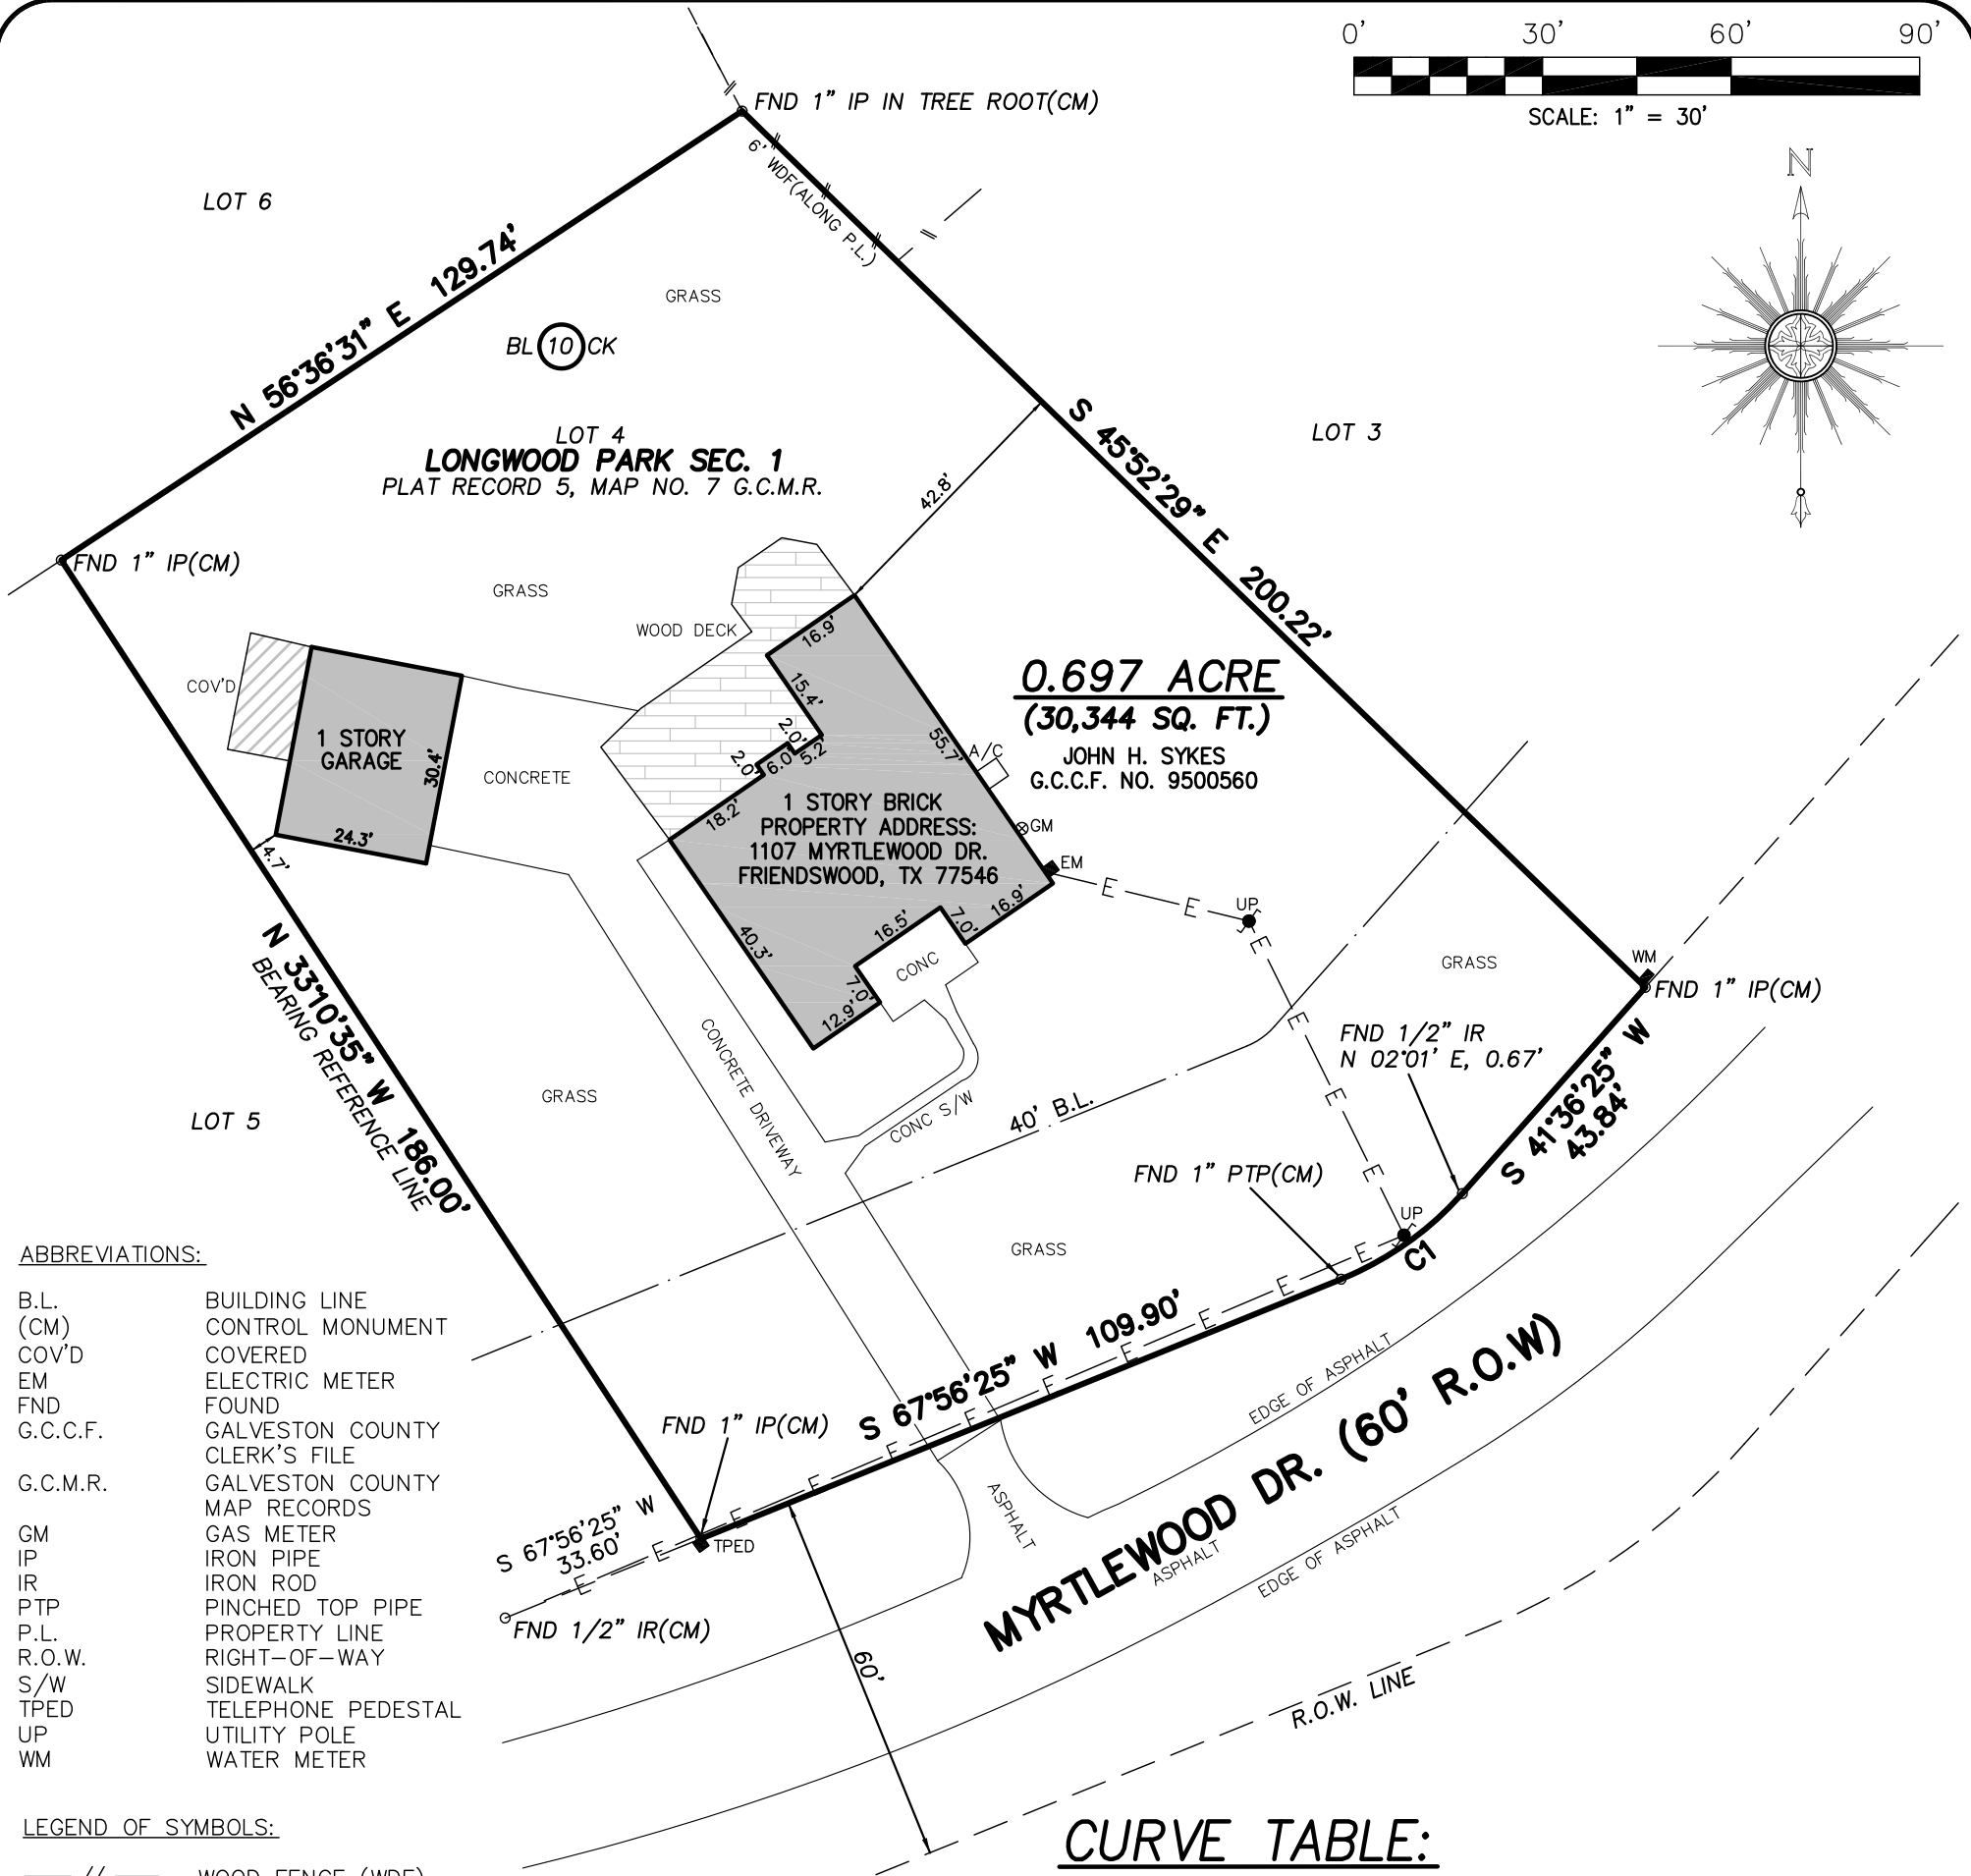 0' 30' 60' 90'
SCALE: 1" = 30'
N
FND 1" IP IN TREE ROOT(CM)
6' WDF(ALONG P.L.)
LOT 6
N 56°36'31" E 129.74'
GRASS
BL 10 CK
LOT 4
LONGWOOD PARK SEC. 1
PLAT RECORD 5, MAP NO. 7 G.C.M.R.
42.8'
S 45°52'29" E 200.22'
LOT 3
FND 1" IP(CM)
GRASS
WOOD DECK
COV'D
1 STORY
GARAGE
30.4'
24.3'
4.7'
CONCRETE
16.9'
15.4'
2.0'
5.2'
6.0'
2.0'
18.2'
55.7'
A/C
0.697 ACRE
(30,344 SQ. FT.)
JOHN H. SYKES
G.C.C.F. NO. 9500560
1 STORY BRICK
PROPERTY ADDRESS:
1107 MYRTLEWOOD DR.
FRIENDSWOOD, TX 77546
GM
EM
E E
UP
E E E E
40.3'
16.5'
7.0'
16.9'
7.0'
12.9'
CONC
GRASS
WM
FND 1" IP(CM)
FND 1/2" IR
N 02°01' E, 0.67'
S 41°36'25" W
43.84'
N 33°10'35" W 186.00'
BEARING REFERENCE LINE
LOT 5
GRASS
CONCRETE DRIVEWAY
CONC S/W
40' B.L.
FND 1" PTP(CM)
UP
C1
GRASS
S 67°56'25" W 109.90'
E E E E E E E E E
FND 1" IP(CM)
TPED
S 67°56'25" W
33.60'
E E
FND 1/2" IR(CM)
ASPHALT
EDGE OF ASPHALT
MYRTLEWOOD DR. (60' R.O.W)
ASPHALT
EDGE OF ASPHALT
60'
R.O.W. LINE
ABBREVIATIONS:
B.L. BUILDING LINE
(CM) CONTROL MONUMENT
COV'D COVERED
EM ELECTRIC METER
FND FOUND
G.C.C.F. GALVESTON COUNTY
CLERK'S FILE
G.C.M.R. GALVESTON COUNTY
MAP RECORDS
GM GAS METER
IP IRON PIPE
IR IRON ROD
PTP PINCHED TOP PIPE
P.L. PROPERTY LINE
R.O.W. RIGHT-OF-WAY
S/W SIDEWALK
TPED TELEPHONE PEDESTAL
UP UTILITY POLE
WM WATER METER
LEGEND OF SYMBOLS:
WOOD FENCE (WDF)
CURVE TABLE: